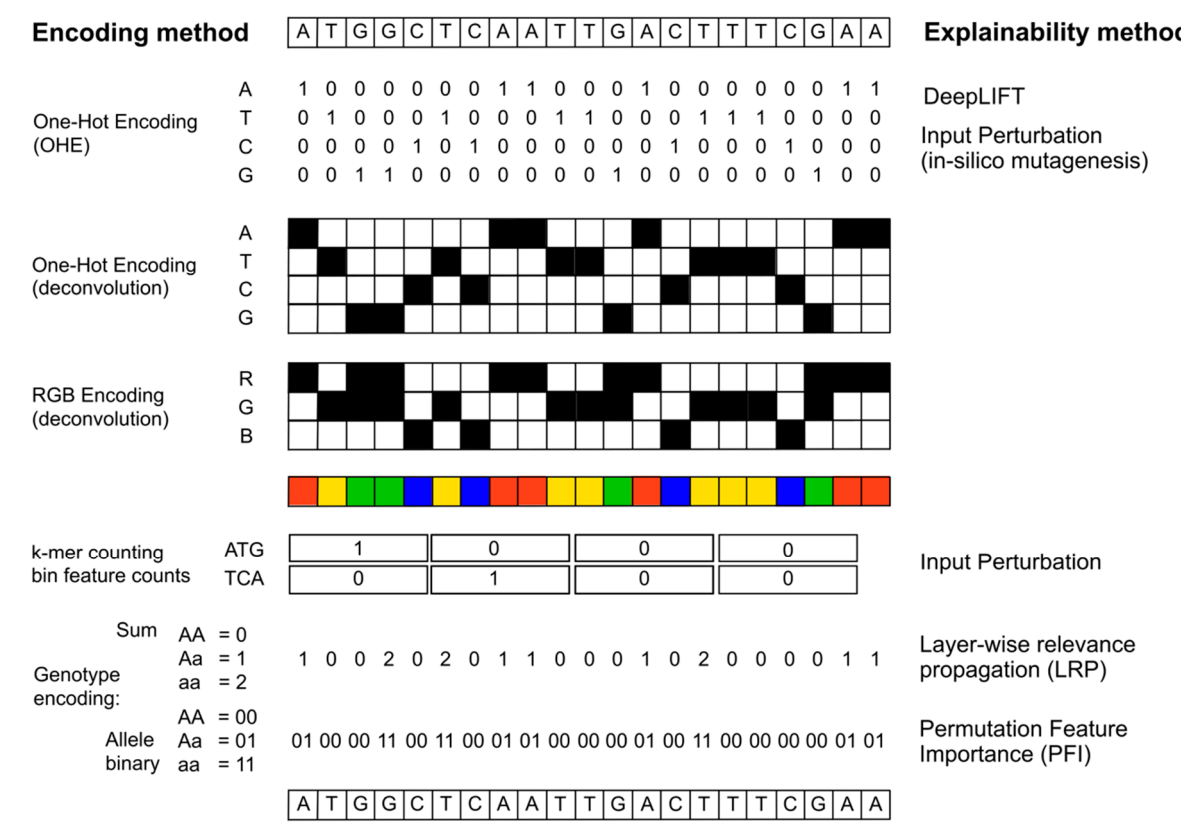 Encoding method
A T G G C T C A A T T G A C T T T C G A A
Explainability method
One-Hot Encoding
(OHE)
A 1 0 0 0 0 0 0 1 1 0 0 0 1 0 0 0 0 0 0 1 1
T 0 1 0 0 0 1 0 0 0 1 1 0 0 0 1 1 1 0 0 0 0
C 0 0 0 0 1 0 1 0 0 0 0 0 0 1 0 0 0 1 0 0 0
G 0 0 1 1 0 0 0 0 0 0 0 1 0 0 0 0 0 0 1 0 0
DeepLIFT
Input Perturbation
(in-silico mutagenesis)
One-Hot Encoding
(deconvolution)
A
T
C
G
RGB Encoding
(deconvolution)
R
G
B
k-mer counting
bin feature counts
ATG 1 0 0 0
TCA 0 1 0 0
Input Perturbation
Genotype
encoding:
Sum
AA = 0
Aa = 1
aa = 2
1 0 0 2 0 2 0 1 1 0 0 0 1 0 2 0 0 0 0 1 1
Layer-wise relevance
propagation (LRP)
Allele
binary
AA = 00
Aa = 01
aa = 11
01 00 00 11 00 11 00 01 01 00 00 00 01 00 11 00 00 00 00 01 01
Permutation Feature
Importance (PFI)
A T G G C T C A A T T G A C T T T C G A A